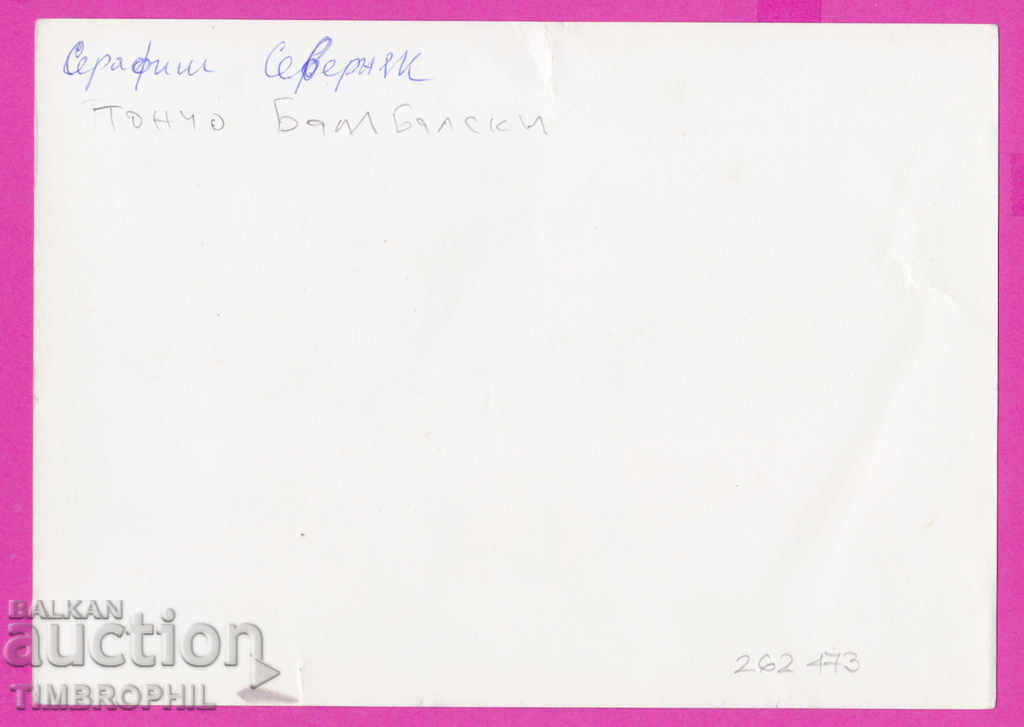 Серафим Северняк
Тончо Бамбалски
BALKAN
auction
TIMBROPHIL
262 473